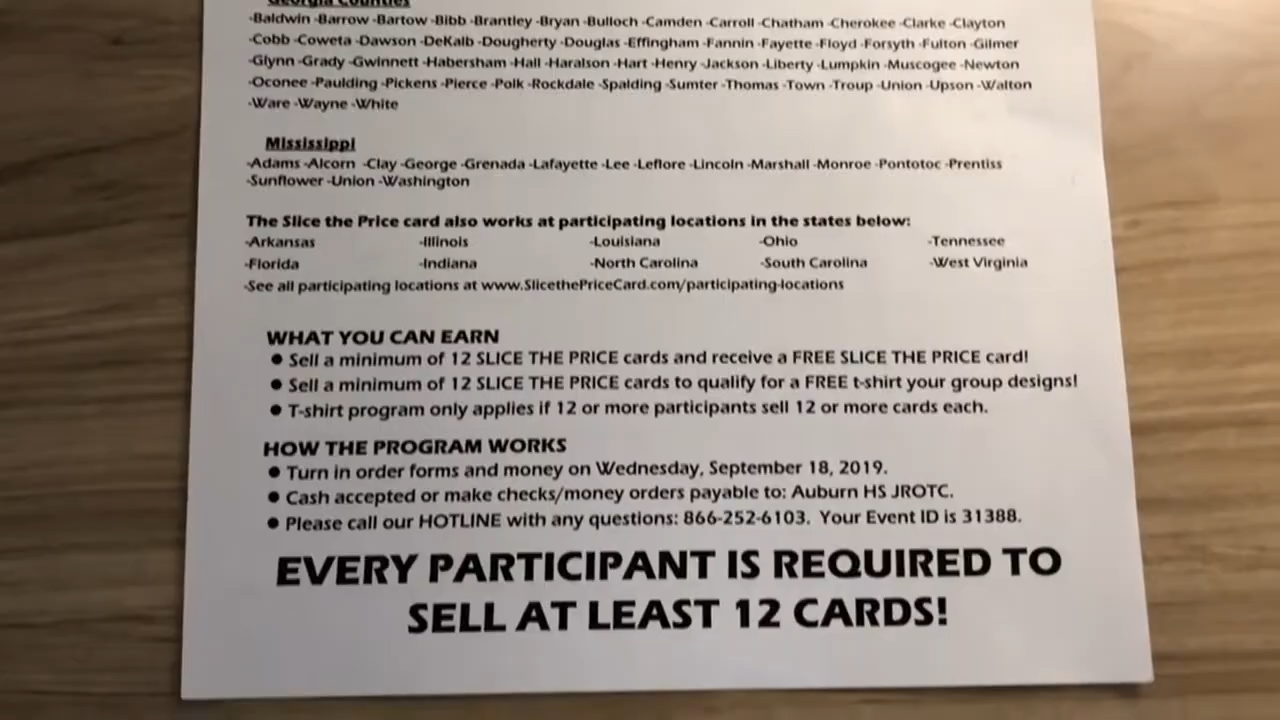 Georgia Counties
-Baldwin -Barrow -Bartow -Bibb -Brantley -Bryan -Bulloch -Camden -Carroll -Chatham -Cherokee -Clarke -Clayton
-Cobb -Coweta -Dawson -DeKalb -Dougherty -Douglas -Effingham -Fannin -Fayette -Floyd -Forsyth -Fulton -Gilmer
-Glynn -Grady -Gwinnett -Habersham -Hall -Haralson -Hart -Henry -Jackson -Liberty -Lumpkin -Muscogee -Newton
-Oconee -Paulding -Pickens -Pierce -Polk -Rockdale -Spalding -Sumter -Thomas -Town -Troup -Union -Upson -Walton
-Ware -Wayne -White
Mississippi
-Adams -Alcorn -Clay -George -Grenada -Lafayette -Lee -Leflore -Lincoln -Marshall -Monroe -Pontotoc -Prentiss
-Sunflower -Union -Washington
The Slice the Price card also works at participating locations in the states below:
-Arkansas -Illinois -Louisiana -Ohio -Tennessee
-Florida -Indiana -North Carolina -South Carolina -West Virginia
-See all participating locations at www.SlicethePriceCard.com/participating-locations
WHAT YOU CAN EARN
● Sell a minimum of 12 SLICE THE PRICE cards and receive a FREE SLICE THE PRICE card!
● Sell a minimum of 12 SLICE THE PRICE cards to qualify for a FREE t-shirt your group designs!
● T-shirt program only applies if 12 or more participants sell 12 or more cards each.
HOW THE PROGRAM WORKS
● Turn in order forms and money on Wednesday, September 18, 2019.
● Cash accepted or make checks/money orders payable to: Auburn HS JROTC.
● Please call our HOTLINE with any questions: 866-252-6103. Your Event ID is 31388.
EVERY PARTICIPANT IS REQUIRED TO
SELL AT LEAST 12 CARDS!